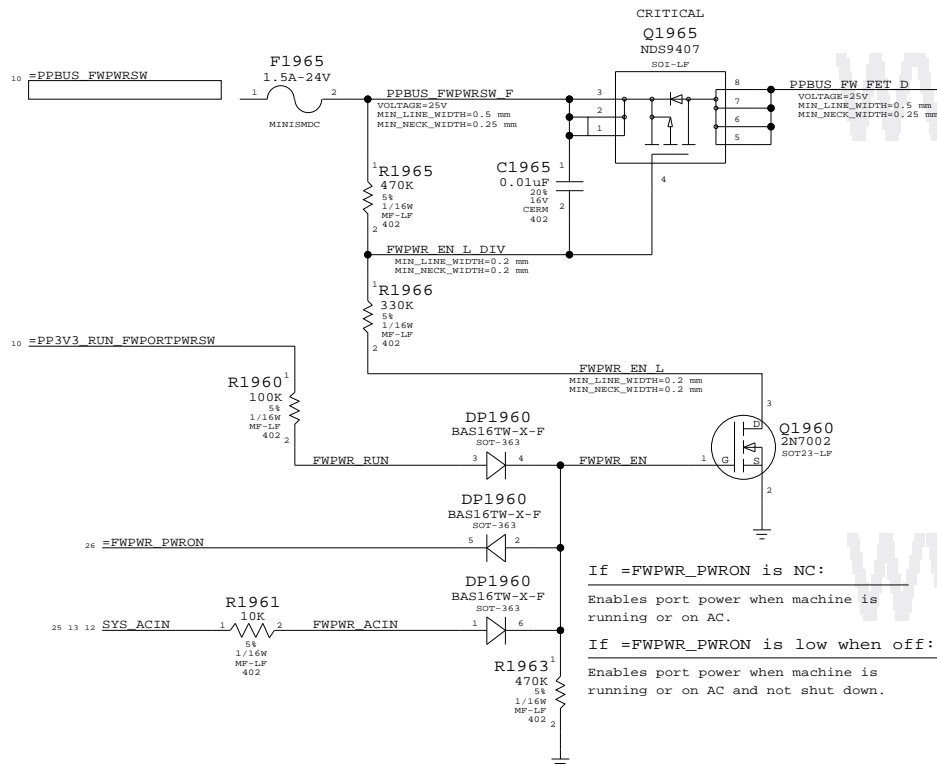 CRITICAL
Q1965
NDS9407
SOI-LF
F1965
1.5A-24V
1 2
MINISMDC
10 =PPBUS_FWPWRSW
PPBUS_FWPWRSW_F
VOLTAGE=25V
MIN_LINE_WIDTH=0.5 mm
MIN_NECK_WIDTH=0.25 mm
3
2
1
8
7
6
5
4
PPBUS_FW_FET_D
VOLTAGE=25V
MIN_LINE_WIDTH=0.5 mm
MIN_NECK_WIDTH=0.25 mm
1
R1965
470K
5%
1/16W
MF-LF
402
2
C1965
0.01uF
20%
16V
CERM
402
1
2
FWPWR_EN_L_DIV
MIN_LINE_WIDTH=0.2 mm
MIN_NECK_WIDTH=0.2 mm
1
R1966
330K
5%
1/16W
MF-LF
402
2
10 =PP3V3_RUN_FWPORTPWRSW
FWPWR_EN_L
MIN_LINE_WIDTH=0.2 mm
MIN_NECK_WIDTH=0.2 mm
R1960
100K
5%
1/16W
MF-LF
402
1
2
DP1960
BAS16TW-X-F
SOT-363
3 4
FWPWR_RUN
FWPWR_EN
3
D
Q1960
2N7002
SOT23-LF
1 G S
2
DP1960
BAS16TW-X-F
SOT-363
5 2
26 =FWPWR_PWRON
DP1960
BAS16TW-X-F
SOT-363
1 6
25 13 12 SYS_ACIN
R1961
10K
1 2
5%
1/16W
MF-LF
402
FWPWR_ACIN
R1963
470K
5%
1/16W
MF-LF
402
1
2
If =FWPWR_PWRON is NC:
Enables port power when machine is
running or on AC.
If =FWPWR_PWRON is low when off:
Enables port power when machine is
running or on AC and not shut down.
W
W